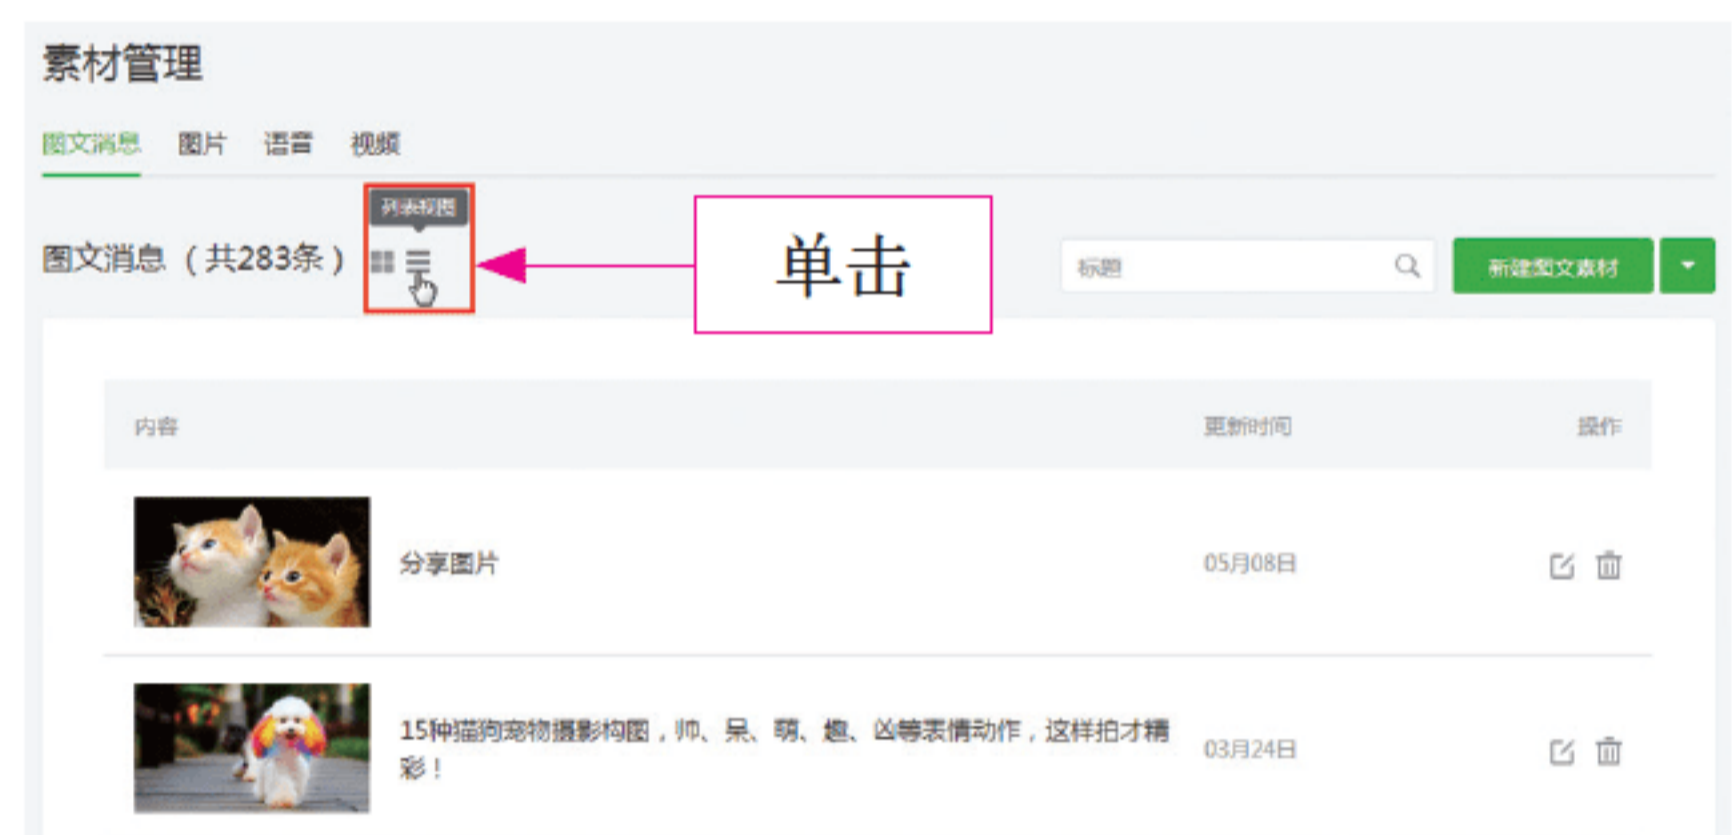 素材管理
图文消息 图片 语音 视频
列表视图
图文消息（共283条）
单击
标题
新建图文素材
内容 更新时间 操作
分享图片 05月08日
15种猫狗宠物摄影构图，帅、呆、萌、趣、凶等表情动作，这样拍才精
彩！
03月24日